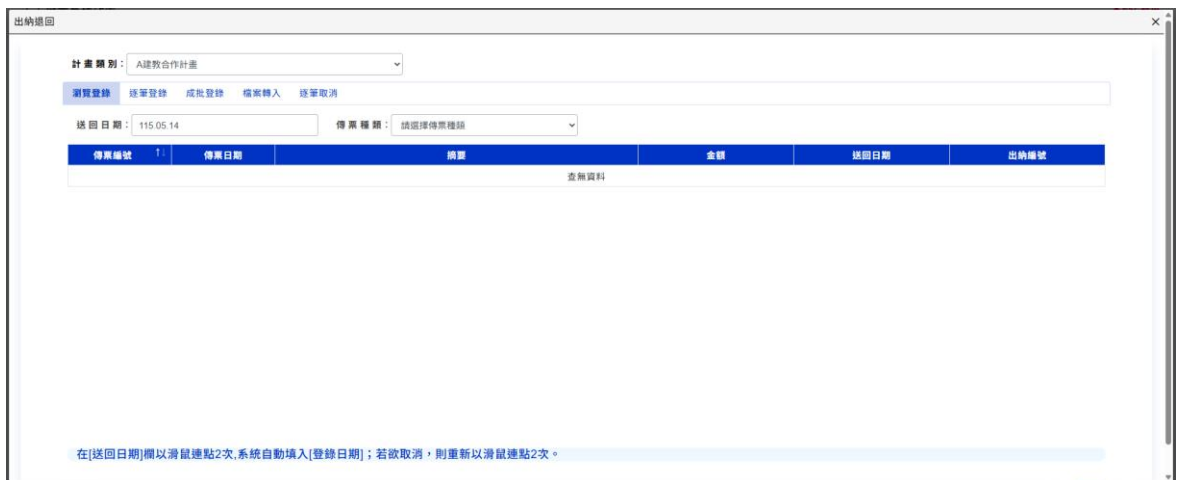 出納退回
計畫類別： A建教合作計畫
瀏覽登錄 逐筆登錄 成批登錄 檔案轉入 逐筆取消
送回日期： 115.05.14 傳票種類： 請選擇傳票種類
傳票編號 傳票日期 摘要 金額 送回日期 出納編號
查無資料
在[送回日期]欄以滑鼠連點2次,系統自動填入[登錄日期]；若欲取消，則重新以滑鼠連點2次。